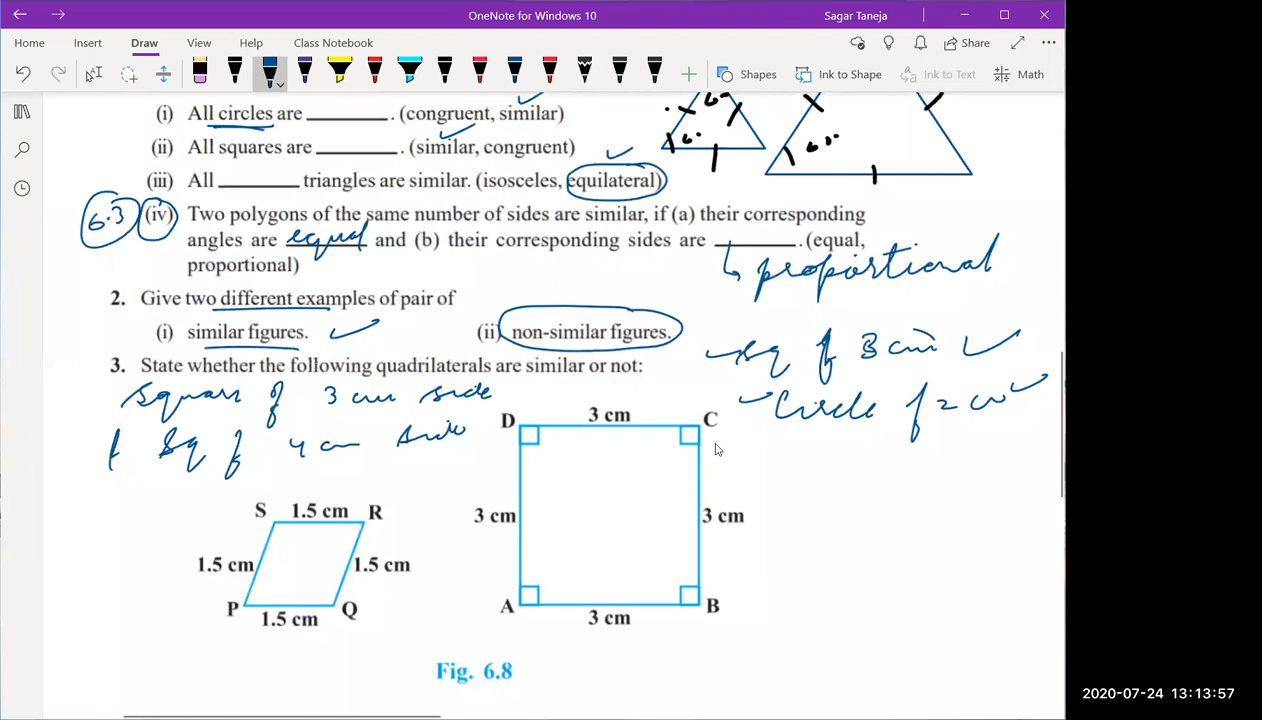 OneNote for Windows 10
Sagar Taneja
Home Insert Draw View Help Class Notebook
Share
Shapes Ink to Shape Ink to Text Math
(i) All circles are ________. (congruent, similar)
(ii) All squares are ________. (similar, congruent)
(iii) All ________ triangles are similar. (isosceles, equilateral)
6.3 (iv) Two polygons of the same number of sides are similar, if (a) their corresponding
angles are equal and (b) their corresponding sides are ________. (equal,
proportional)
proportional
2. Give two different examples of pair of
(i) similar figures. (ii) non-similar figures.
sq of 3 cm
3. State whether the following quadrilaterals are similar or not:
Square of 3 cm side
Circle of 2 cm
sq of 4 cm side
D 3 cm C
3 cm 3 cm
A 3 cm B
S 1.5 cm R
1.5 cm 1.5 cm
P 1.5 cm Q
Fig. 6.8
2020-07-24 13:13:57